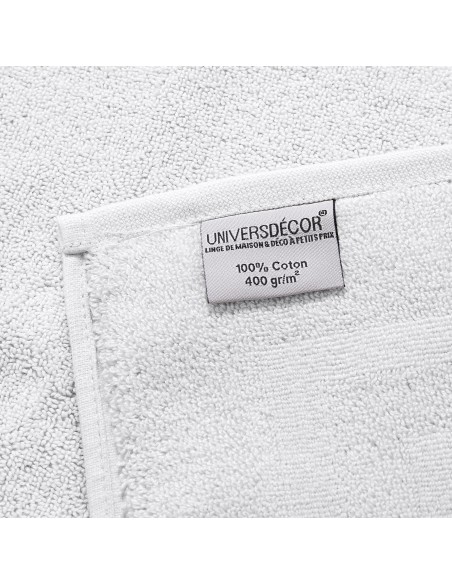 UNIVERSDÉCOR®
LINGE DE MAISON & DÉCO À PETITS PRIX
100% Coton
400 gr/m²